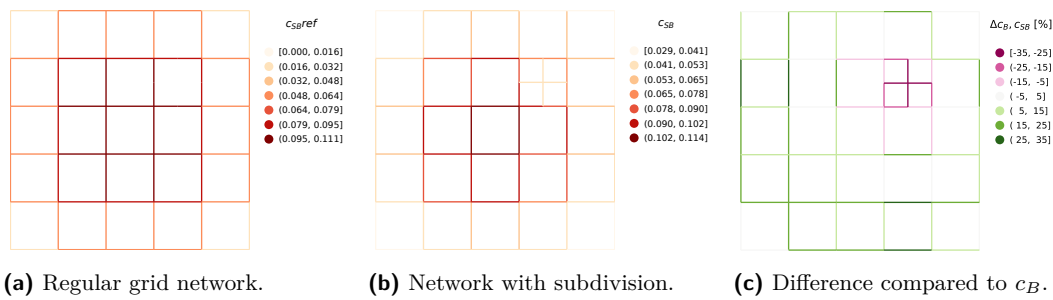 c_SB ref
[0.000, 0.016]
(0.016, 0.032]
(0.032, 0.048]
(0.048, 0.064]
(0.064, 0.079]
(0.079, 0.095]
(0.095, 0.111]
(a) Regular grid network.
c_SB
[0.029, 0.041]
(0.041, 0.053]
(0.053, 0.065]
(0.065, 0.078]
(0.078, 0.090]
(0.090, 0.102]
(0.102, 0.114]
(b) Network with subdivision.
Δc_B, c_SB [%]
[-35, -25]
(-25, -15]
(-15, -5]
( -5, 5]
( 5, 15]
( 15, 25]
( 25, 35]
(c) Difference compared to c_B.